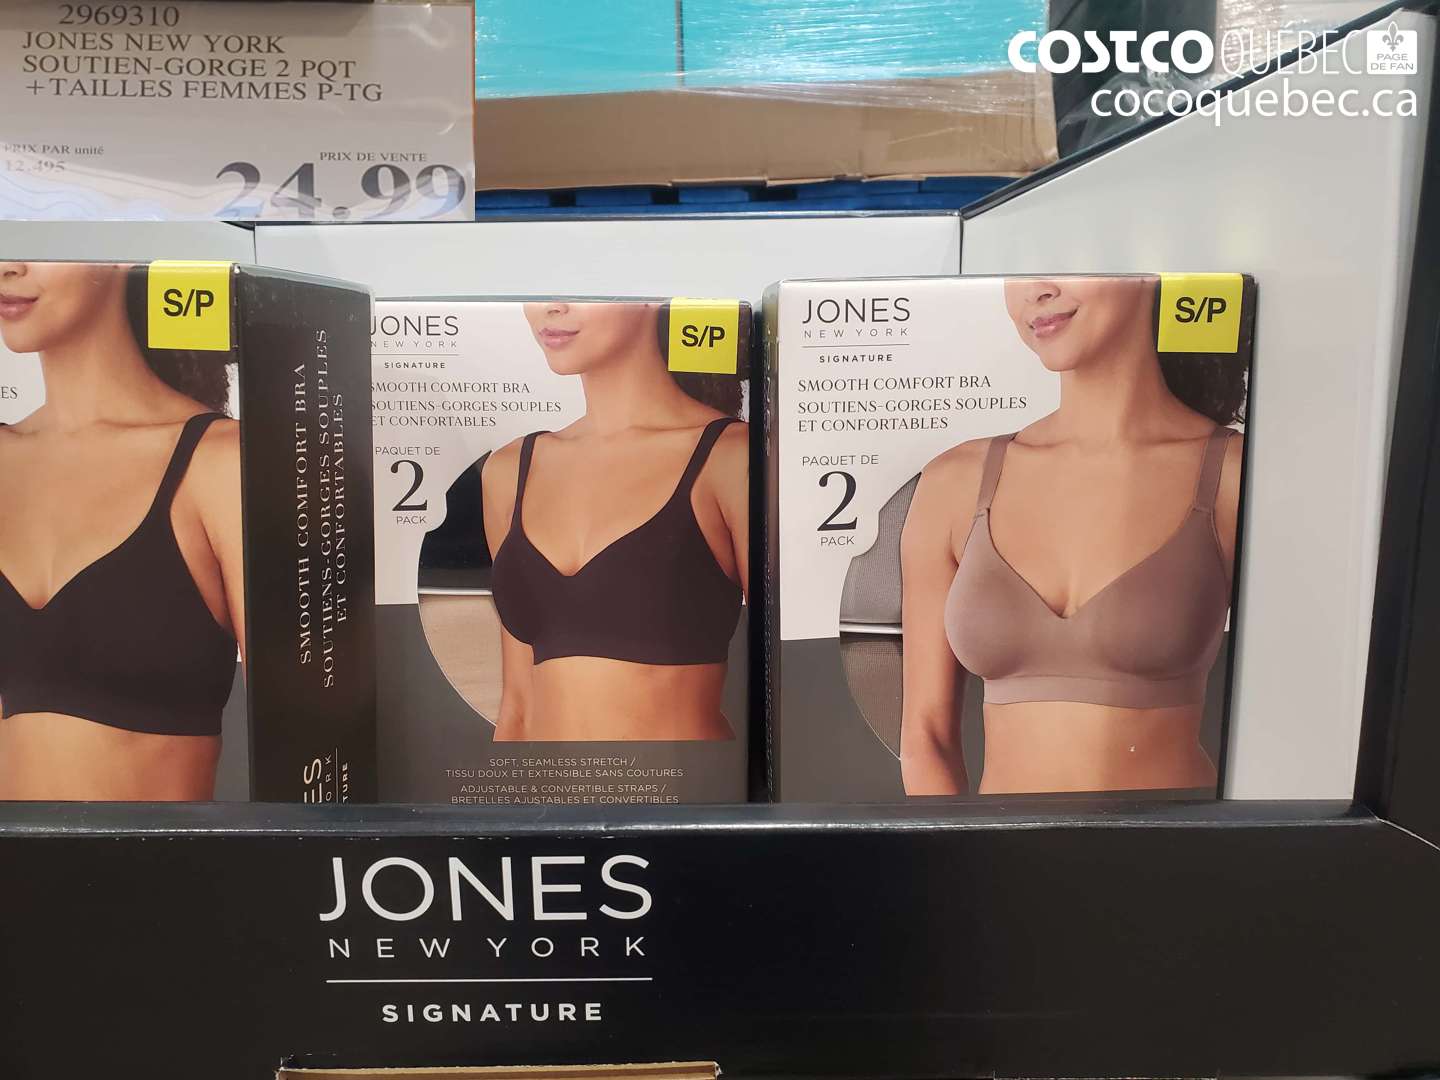 2969310
JONES NEW YORK
SOUTIEN-GORGE 2 PQT
+TAILLES FEMMES P-TG
PRIX PAR unité
12.495
PRIX DE VENTE
24.99
COSTCO QUÉBEC
PAGE
DE FAN
cocoquebec.ca
ES
S/P
SMOOTH COMFORT BRA
SOUTIENS-GORGES SOUPLES
ET CONFORTABLES
JONES
NEW YORK
SIGNATURE
SMOOTH COMFORT BRA
SOUTIENS-GORGES SOUPLES
ET CONFORTABLES
PAQUET DE
2
PACK
S/P
SOFT, SEAMLESS STRETCH /
TISSU DOUX ET EXTENSIBLE SANS COUTURES
ADJUSTABLE & CONVERTIBLE STRAPS /
BRETELLES AJUSTABLES ET CONVERTIBLES
JONES
NEW YORK
SIGNATURE
SMOOTH COMFORT BRA
SOUTIENS-GORGES SOUPLES
ET CONFORTABLES
PAQUET DE
2
PACK
S/P
JONES
NEW YORK
SIGNATURE